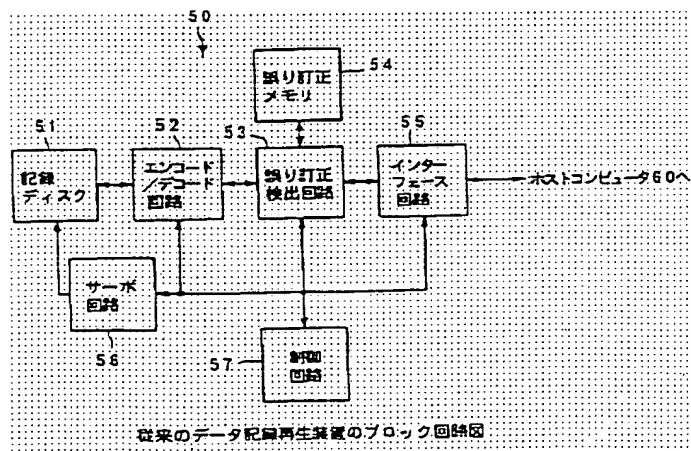 50
誤り訂正
メモリ
54
51
52
53
55
記録
ディスク
エンコード
/デコード
回路
誤り訂正
検出回路
インター
フェース
回路
ホストコンピュータ60へ
サーボ
回路
56
57
制御
回路
従来のデータ記録再生装置のブロック回路図